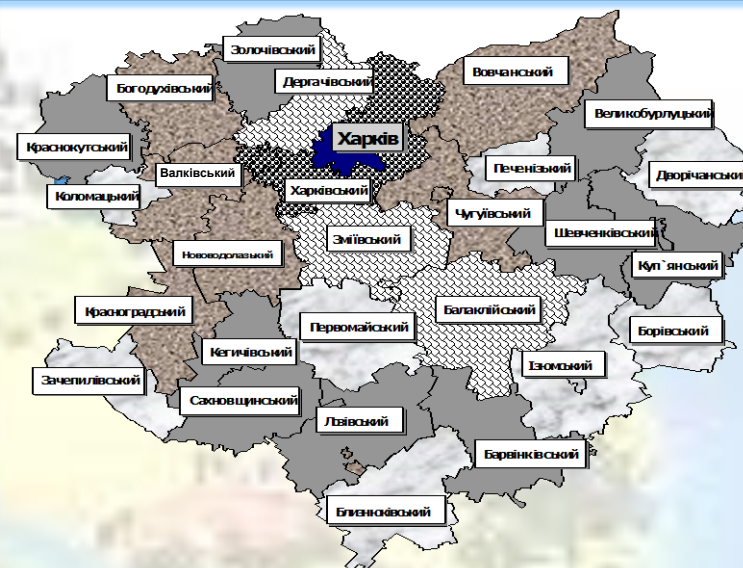 Золочівський
Дергачівський
Вовчанський
Богодухівський
Великобурлуцький
Харків
Краснокутський
Печенізький
Валківський
Дворічанський
Харківський
Коломацький
Чугуївський
Зміївський
Шевченківський
Нововодолазький
Куп`янський
Красноградський
Балаклійський
Первомайський
Борівський
Кегичівський
Ізюмський
Зачепилівський
Сахновщинський
Лозівський
Барвінківський
Близнюківський